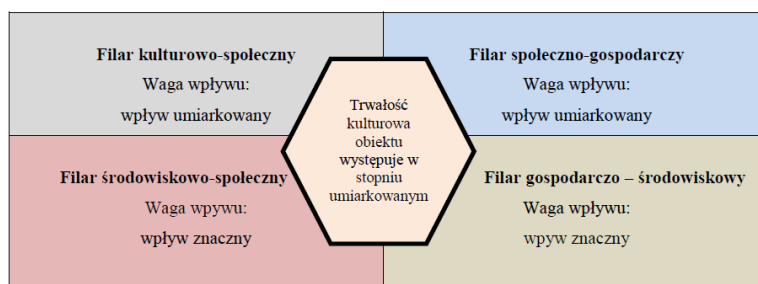 Filar kulturowo-społeczny
Waga wpływu:
wpływ umiarkowany
Filar społeczno-gospodarczy
Waga wpływu:
wpływ umiarkowany
Trwałość
kulturowa
obiektu
występuje w
stopniu
umiarkowanym
Filar środowiskowo-społeczny
Waga wpywu:
wpływ znaczny
Filar gospodarczo – środowiskowy
Waga wpływu:
wpyw znaczny